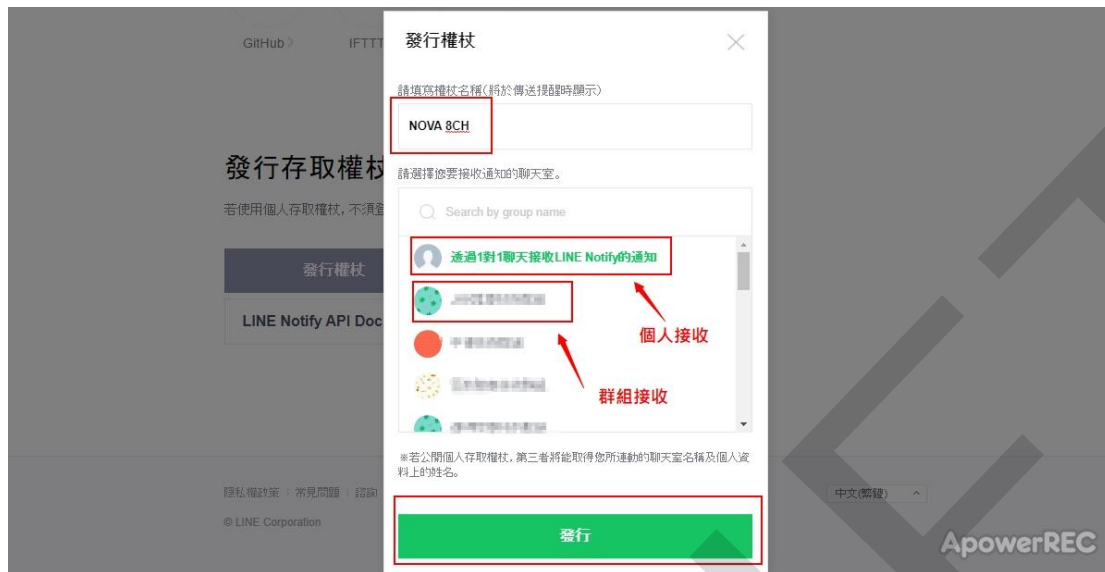 GitHub >
IFTTT
發行權杖
請填寫權杖名稱(將於傳送提醒時顯示)
NOVA 8CH
發行存取權杖
請選擇您要接收通知的聊天室。
若使用個人存取權杖, 不須登
Search by group name
透過1對1聊天接收LINE Notify的通知
發行權杖
LINE Notify API Doc
個人接收
群組接收
※若公開個人存取權杖, 第三者將能取得您所連動的聊天室名稱及個人資
料上的姓名。
隱私權政策 | 常見問題 | 諮詢
中文(繁體)
© LINE Corporation
發行
ApowerREC